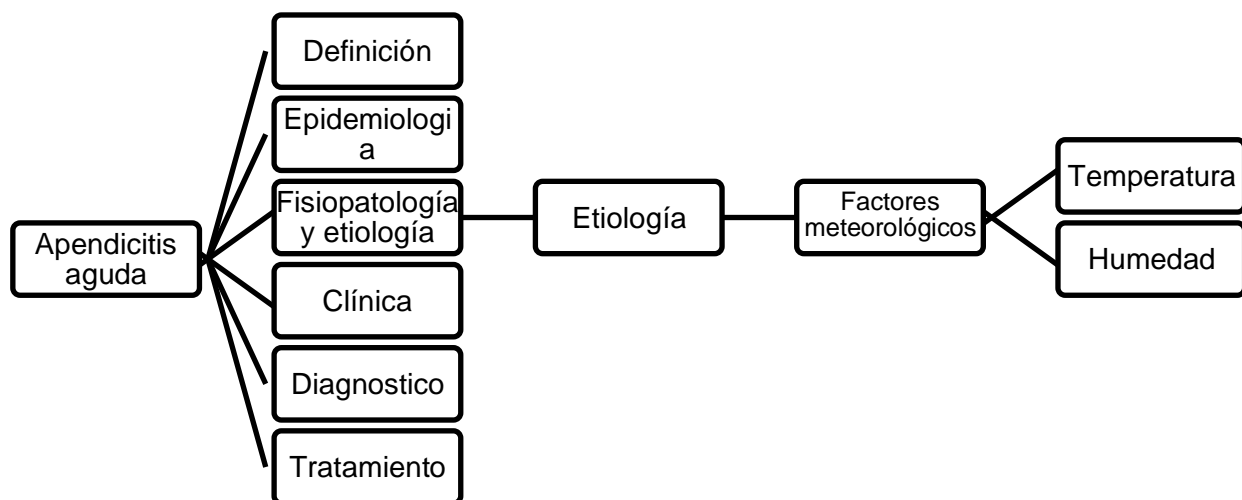 Definición
Epidemiologi
a
Fisiopatología
y etiología
Apendicitis
aguda
Clínica
Diagnostico
Tratamiento
Etiología
Factores
meteorológicos
Temperatura
Humedad